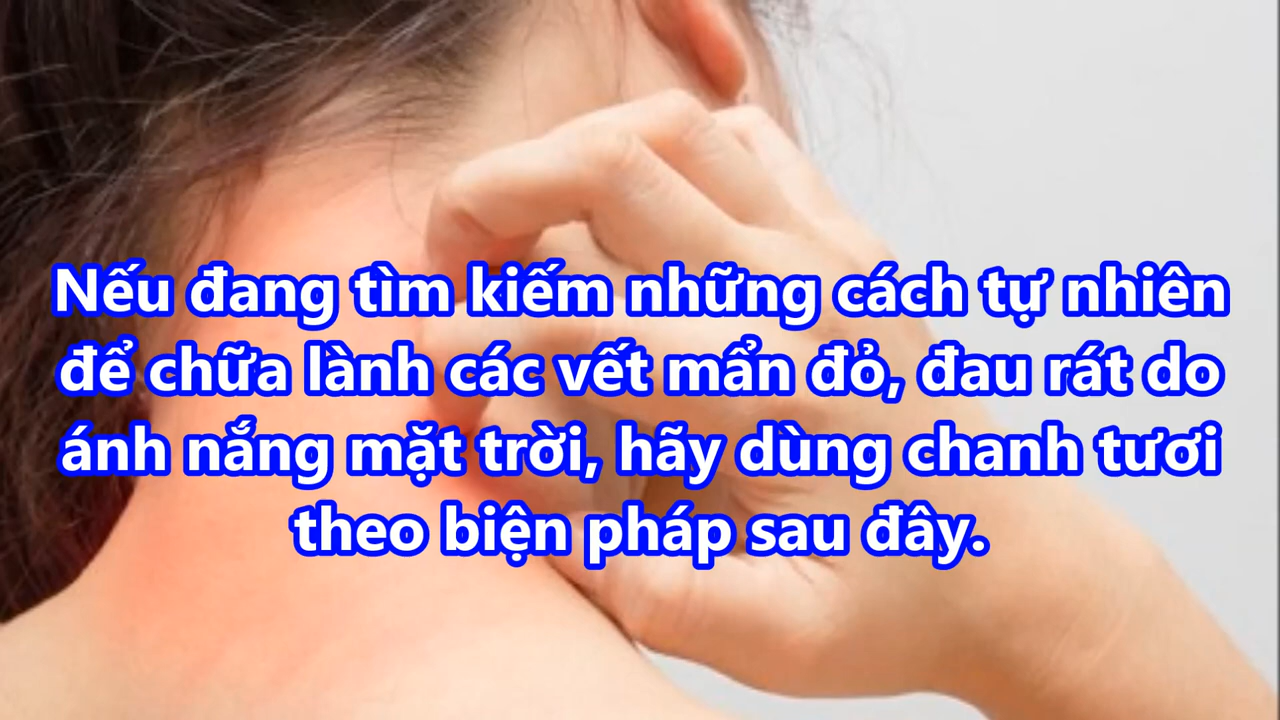 Nếu đang tìm kiếm những cách tự nhiên
để chữa lành các vết mẩn đỏ, đau rát do
ánh nắng mặt trời, hãy dùng chanh tươi
theo biện pháp sau đây.